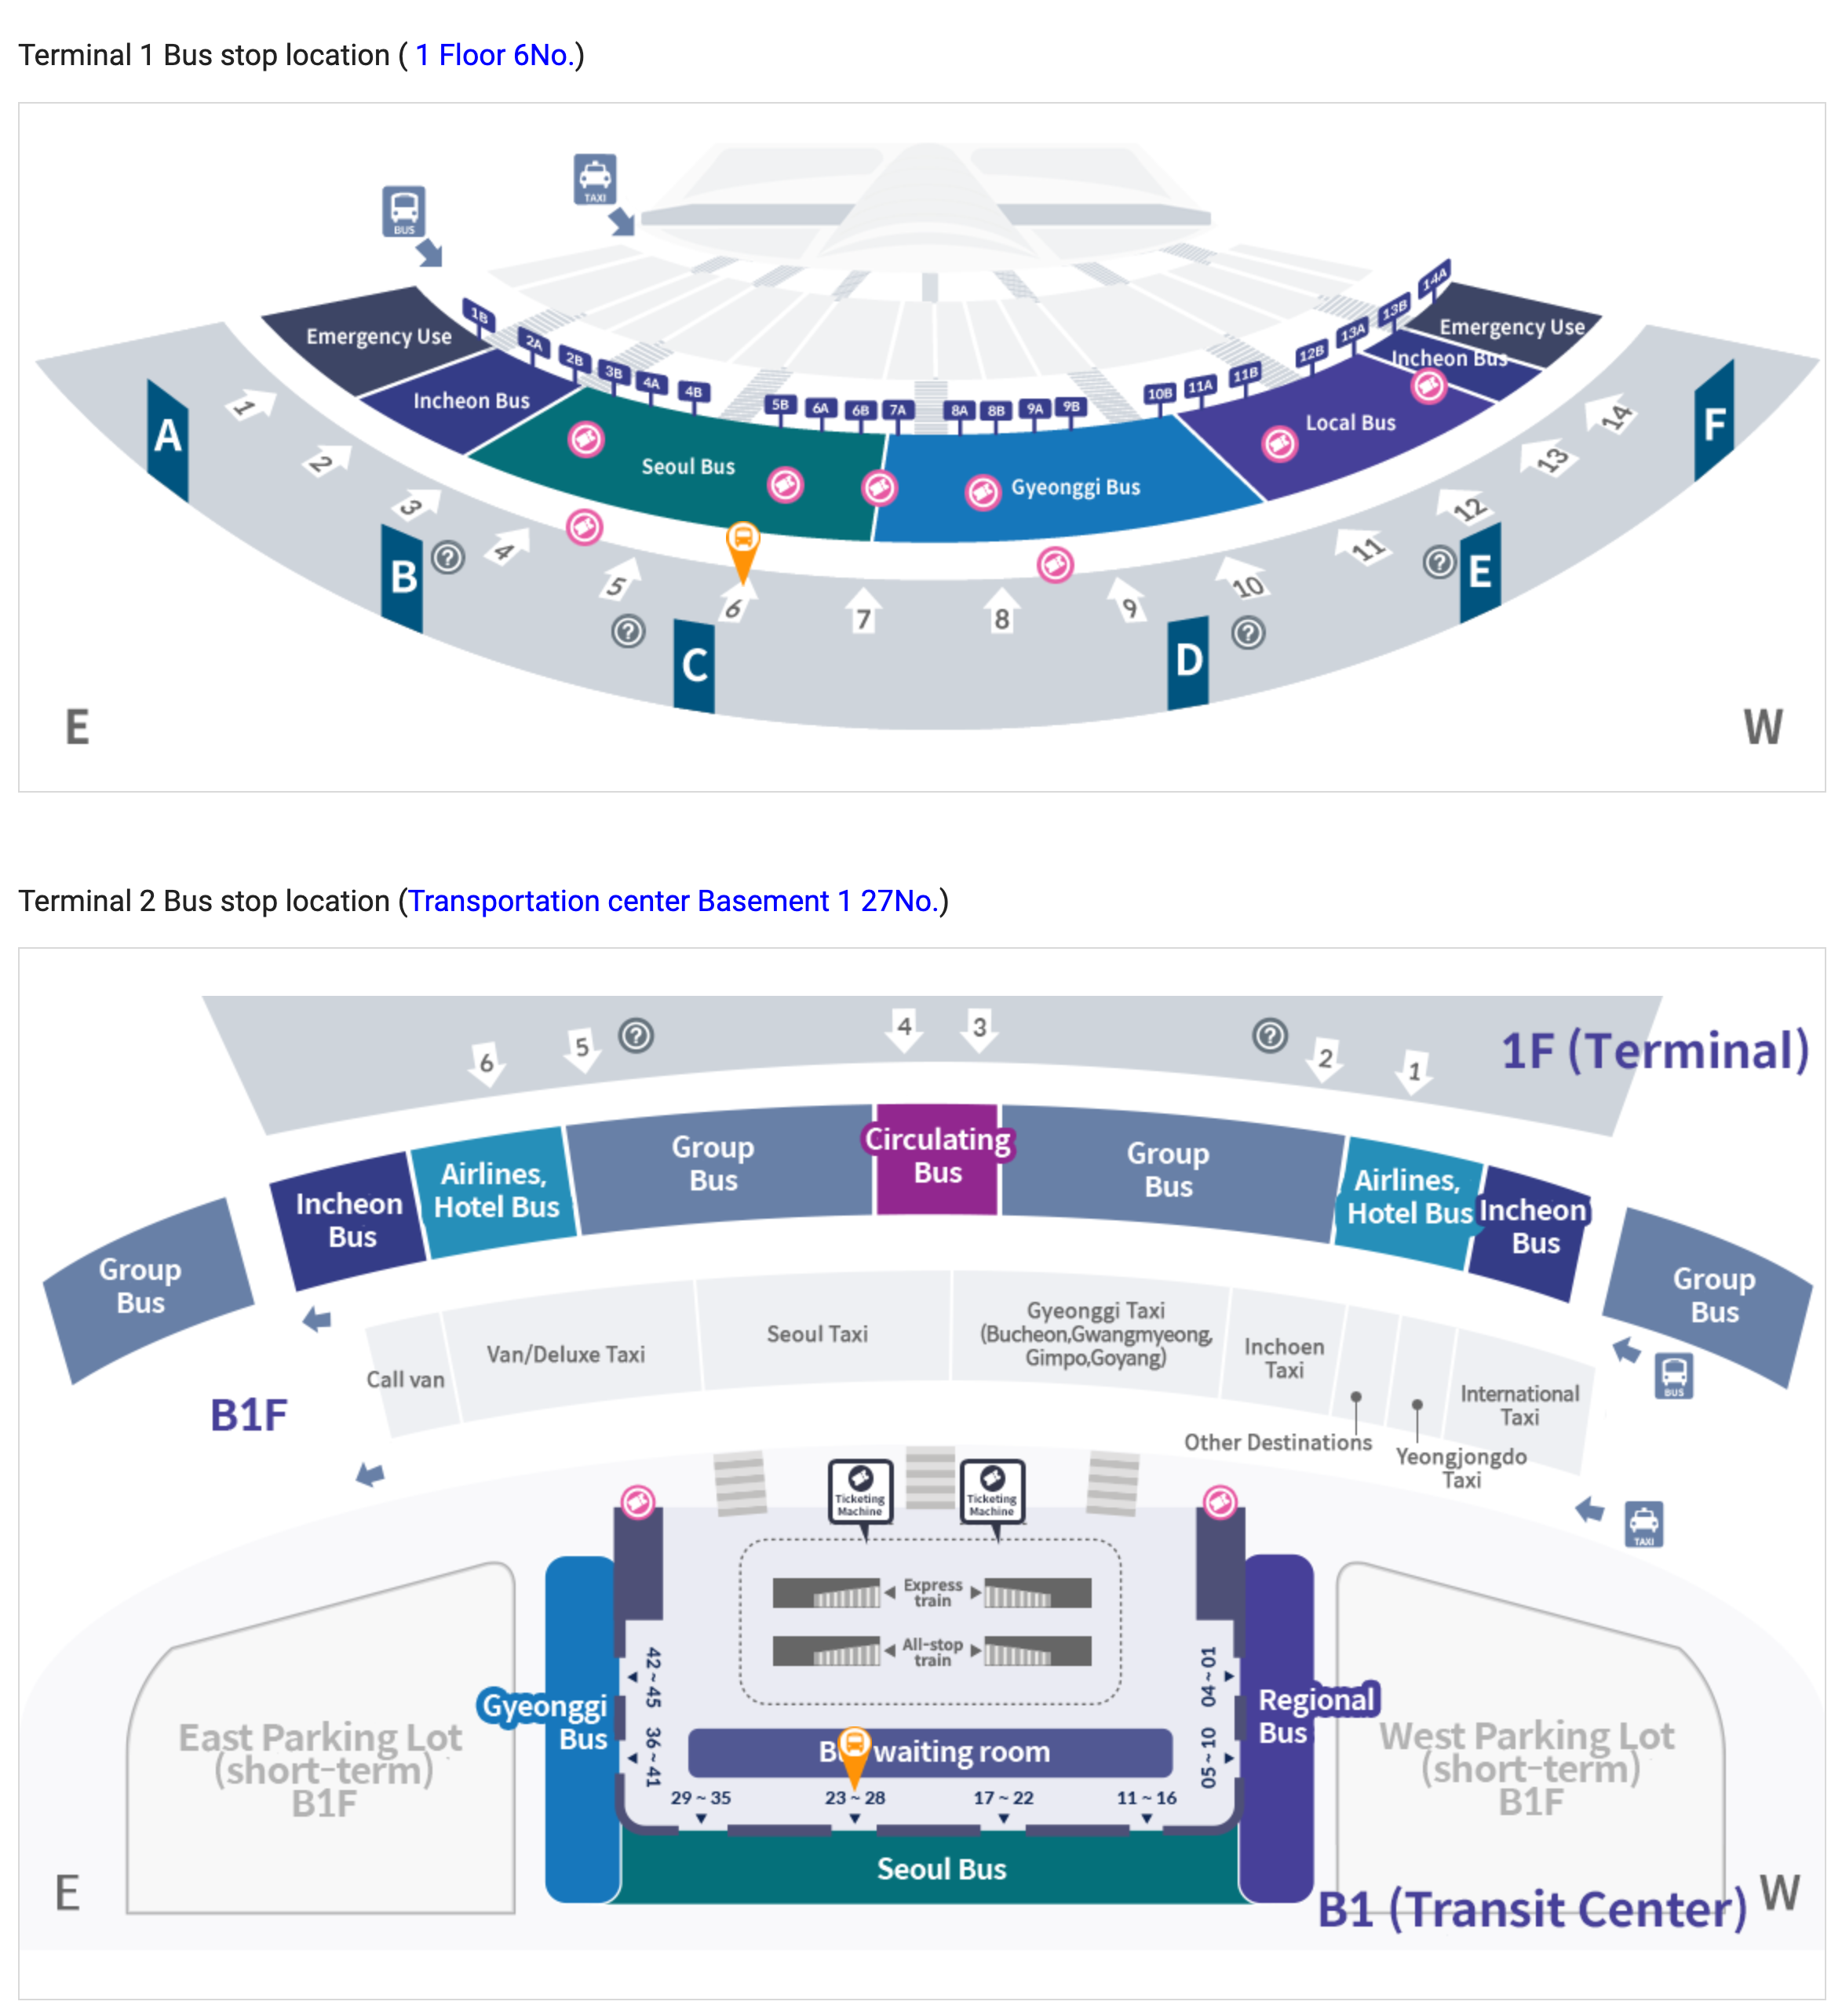 Terminal 1 Bus stop location ( 1 Floor 6No.)
TAXI
BUS
14A
13B
13A
12B
11B
11A
10B
1B
2A
2B
3B
4A
4B
5B
6A
6B
7A
8A
8B
9A
9B
Emergency Use
Incheon Bus
Seoul Bus
Gyeonggi Bus
Local Bus
Incheon Bus
Emergency Use
A
1
2
3
B
?
4
5
?
C
6
7
8
9
D
10
?
11
?
E
12
13
14
F
E
W
Terminal 2 Bus stop location (Transportation center Basement 1 27No.)
6
5
?
4
3
?
2
1
1F (Terminal)
Group
Bus
Incheon
Bus
Airlines,
Hotel Bus
Group
Bus
Circulating
Bus
Group
Bus
Airlines,
Hotel Bus
Incheon
Bus
Group
Bus
Call van
Van/Deluxe Taxi
Seoul Taxi
Gyeonggi Taxi
(Bucheon,Gwangmyeong,
Gimpo,Goyang)
Inchoen
Taxi
Other Destinations
Yeongjongdo
Taxi
International
Taxi
BUS
B1F
TAXI
Ticketing
Machine
Ticketing
Machine
Express
train
All-stop
train
42 ~ 45
36 ~ 41
04 ~ 01
05 ~ 10
Gyeonggi
Bus
Regional
Bus
waiting room
29 ~ 35
23 ~ 28
17 ~ 22
11 ~ 16
Seoul Bus
East Parking Lot
(short-term)
B1F
West Parking Lot
(short-term)
B1F
E
B1 (Transit Center)
W